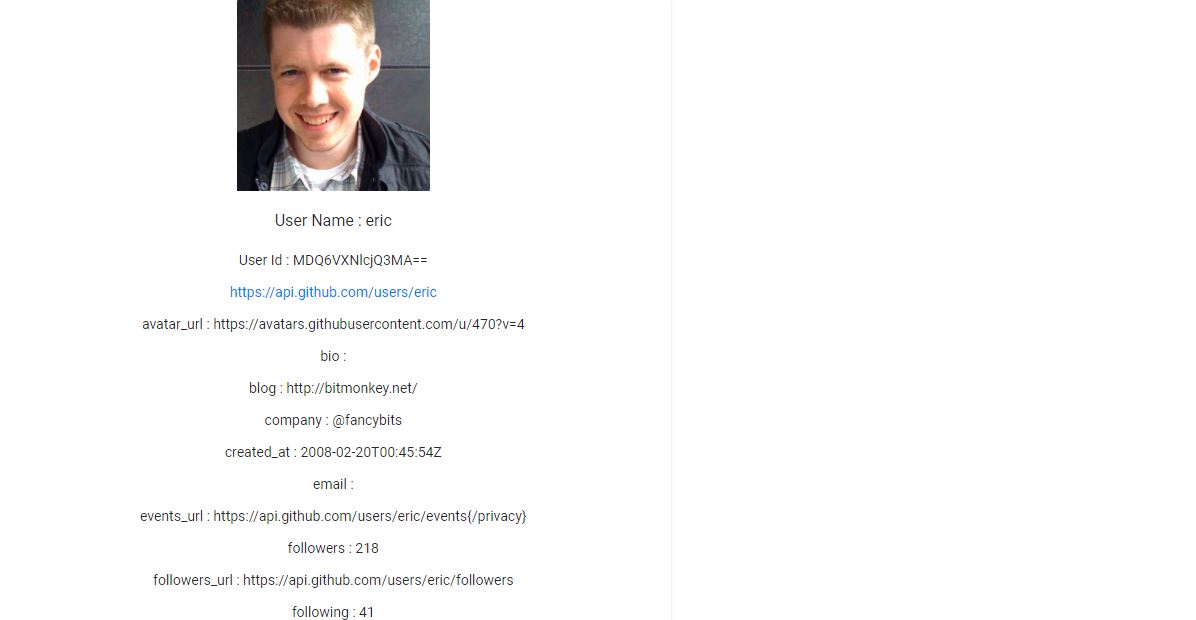 User Name : eric
User Id : MDQ6VXNlcjQ3MA==
https://api.github.com/users/eric
avatar_url : https://avatars.githubusercontent.com/u/470?v=4
bio :
blog : http://bitmonkey.net/
company : @fancybits
created_at : 2008-02-20T00:45:54Z
email :
events_url : https://api.github.com/users/eric/events{/privacy}
followers : 218
followers_url : https://api.github.com/users/eric/followers
following : 41